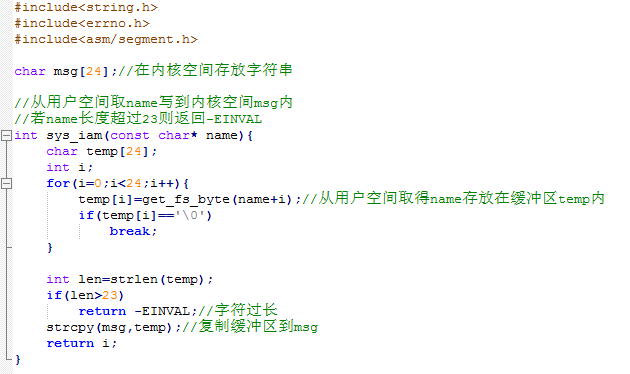 #include<string.h>
#include<errno.h>
#include<asm/segment.h>
char msg[24];//在内核空间存放字符串
//从用户空间取name写到内核空间msg内
//若name长度超过23则返回-EINVAL
int sys_iam(const char* name){
    char temp[24];
    int i;
    for(i=0;i<24;i++){
        temp[i]=get_fs_byte(name+i);//从用户空间取得name存放在缓冲区temp内
        if(temp[i]=='\0')
            break;
    }
    int len=strlen(temp);
    if(len>23)
        return -EINVAL;//字符过长
    strcpy(msg,temp);//复制缓冲区到msg
    return i;
}